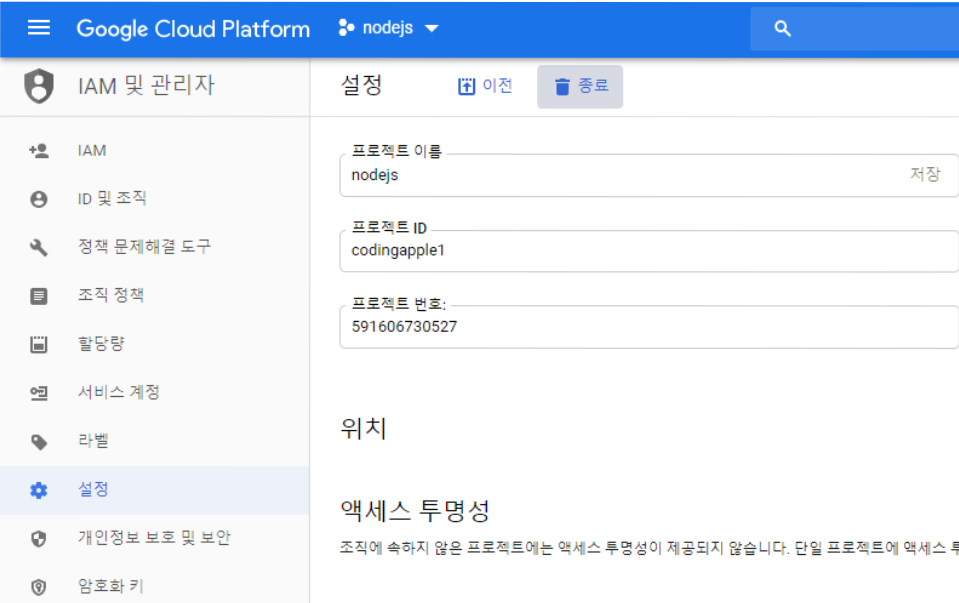 Google Cloud Platform
nodejs
IAM 및 관리자
설정
이전
종료
IAM
ID 및 조직
정책 문제해결 도구
조직 정책
할당량
서비스 계정
라벨
설정
개인정보 보호 및 보안
암호화 키
프로젝트 이름
nodejs
저장
프로젝트 ID
codingapple1
프로젝트 번호:
591606730527
위치
액세스 투명성
조직에 속하지 않은 프로젝트에는 액세스 투명성이 제공되지 않습니다. 단일 프로젝트에 액세스